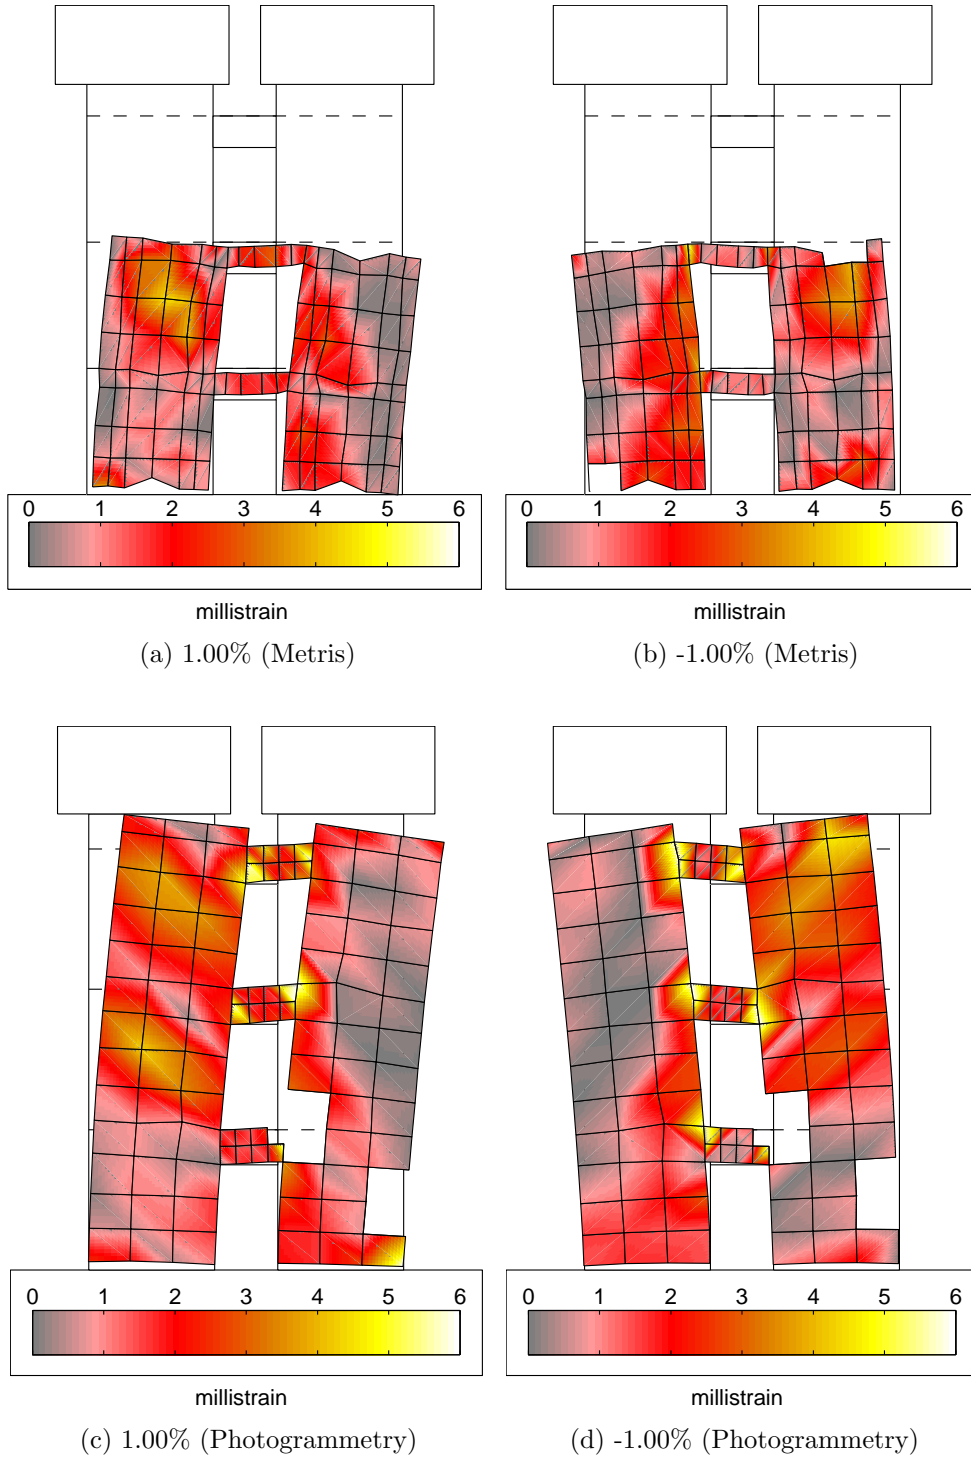 0 1 2 3 4 5 6
millistrain
(a) 1.00% (Metris)
0 1 2 3 4 5 6
millistrain
(b) -1.00% (Metris)
0 1 2 3 4 5 6
millistrain
(c) 1.00% (Photogrammetry)
0 1 2 3 4 5 6
millistrain
(d) -1.00% (Photogrammetry)